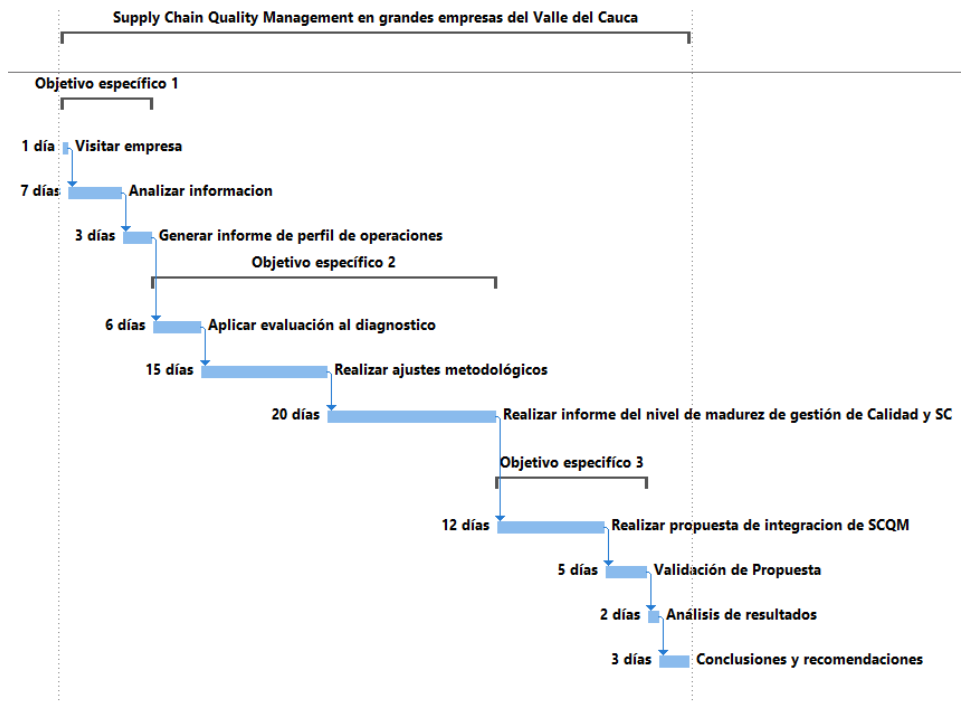 Supply Chain Quality Management en grandes empresas del Valle del Cauca
Objetivo específico 1
1 día Visitar empresa
7 días Analizar informacion
3 días Generar informe de perfil de operaciones
Objetivo específico 2
6 días Aplicar evaluación al diagnostico
15 días Realizar ajustes metodológicos
20 días Realizar informe del nivel de madurez de gestión de Calidad y SC
Objetivo especifíco 3
12 días Realizar propuesta de integracion de SCQM
5 días Validación de Propuesta
2 días Análisis de resultados
3 días Conclusiones y recomendaciones